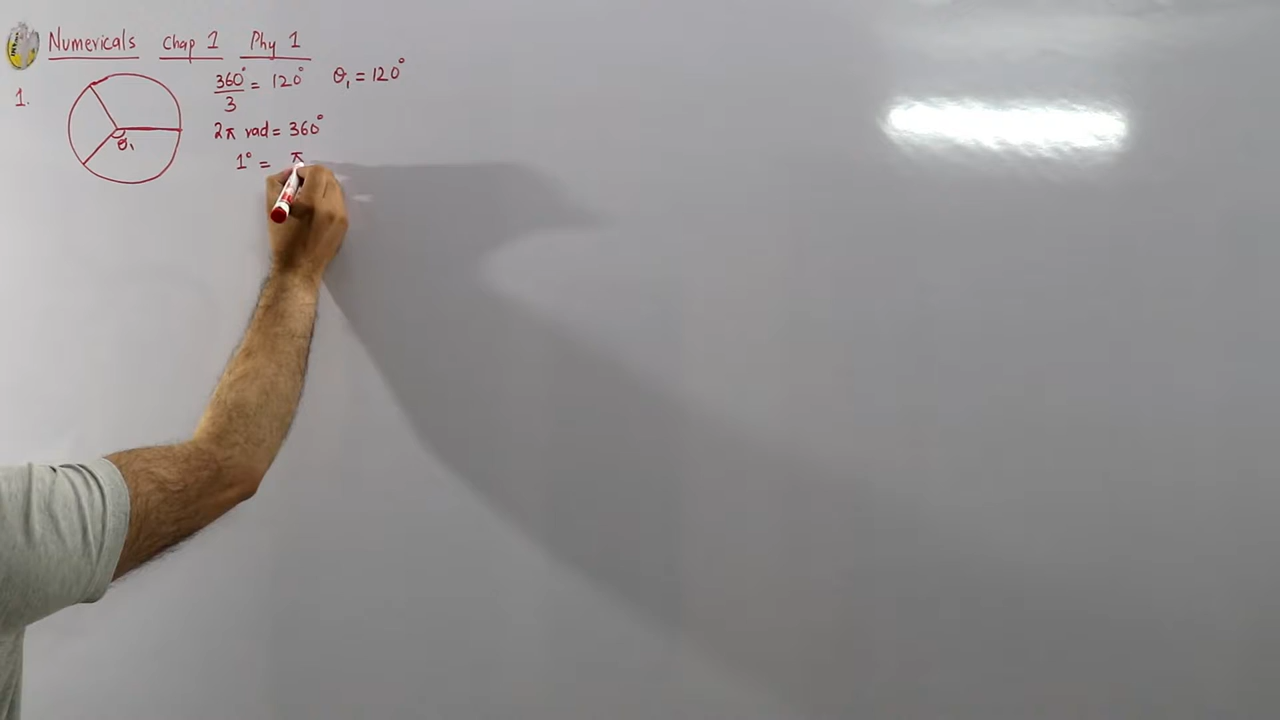 Numericals Chap 1 Phy 1
1.
360°/3 = 120° θ₁ = 120°
2π rad = 360°
θ₁
1° = π